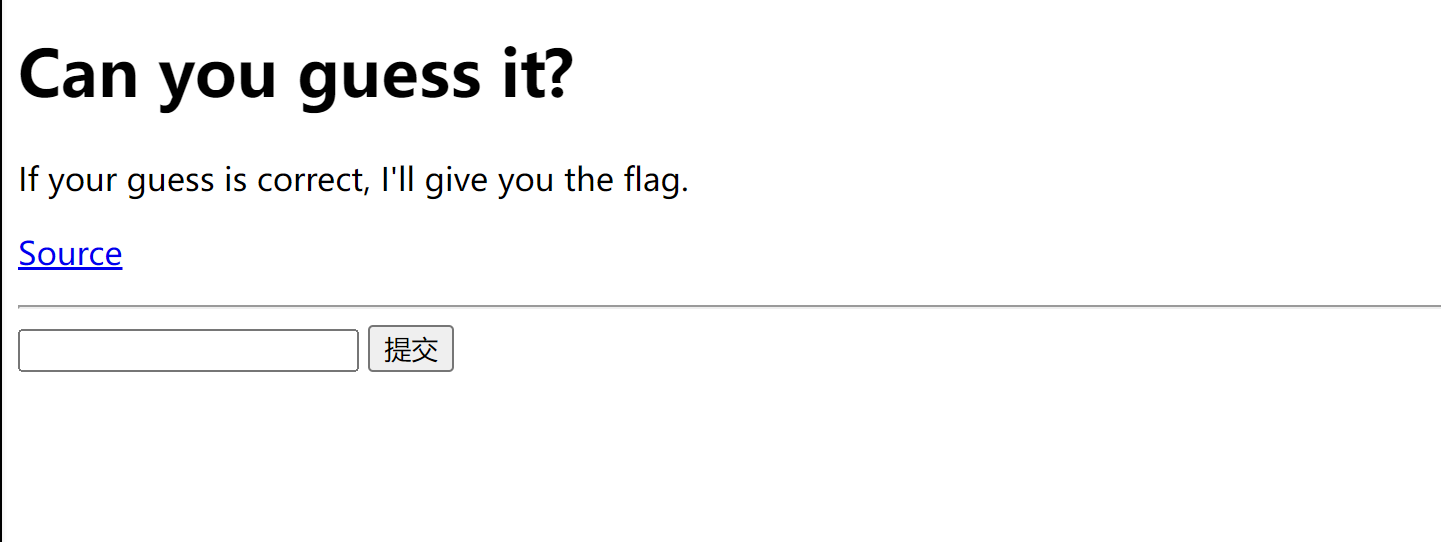 Can you guess it?
If your guess is correct, I'll give you the flag.
Source
提交